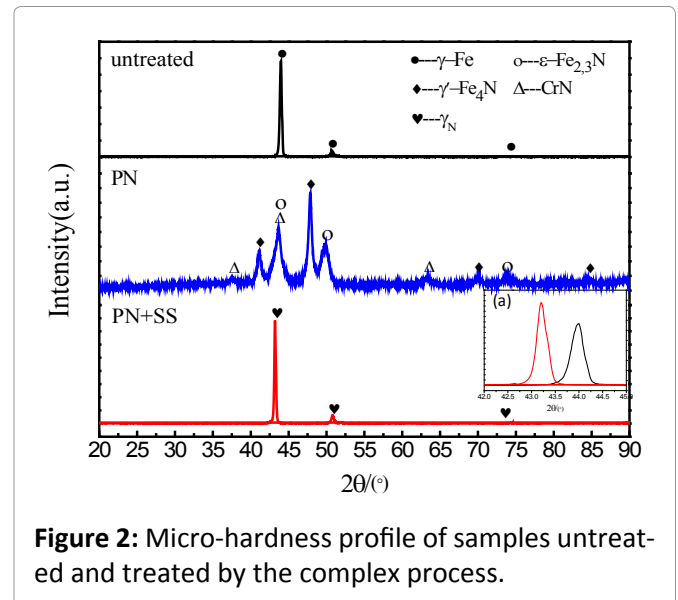 untreated
●---γ–Fe o---ε–Fe2,3N
♦---γ'–Fe4N Δ---CrN
♥---γN
PN
o
Δ
Δ
o
Δ
o
PN+SS
(a)
42.0 42.5 43.0 43.5 44.0 44.5 45.0
2θ/(°)
Intensity(a.u.)
20 25 30 35 40 45 50 55 60 65 70 75 80 85 90
2θ/(°)
Figure 2: Micro-hardness profile of samples untreat-
ed and treated by the complex process.